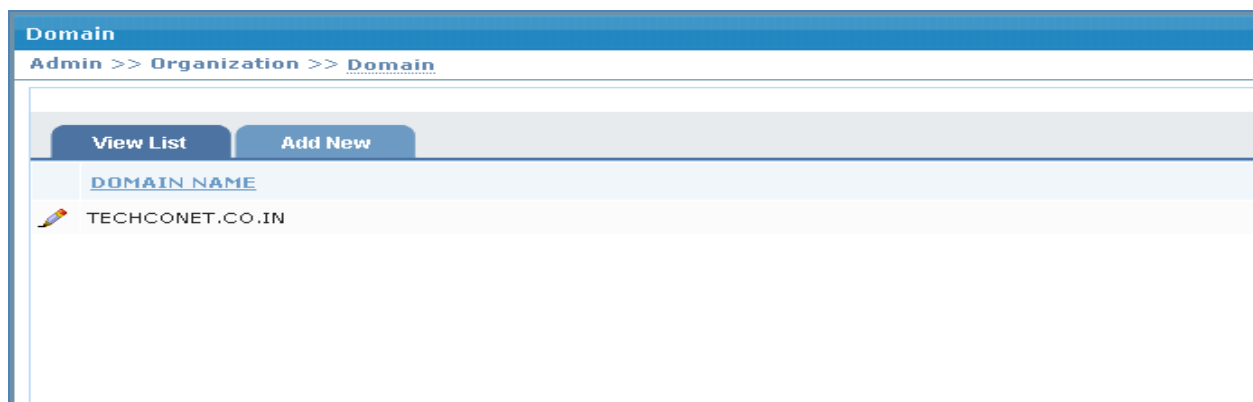 Domain
Admin >> Organization >> Domain
View List Add New
DOMAIN NAME
TECHCONET.CO.IN